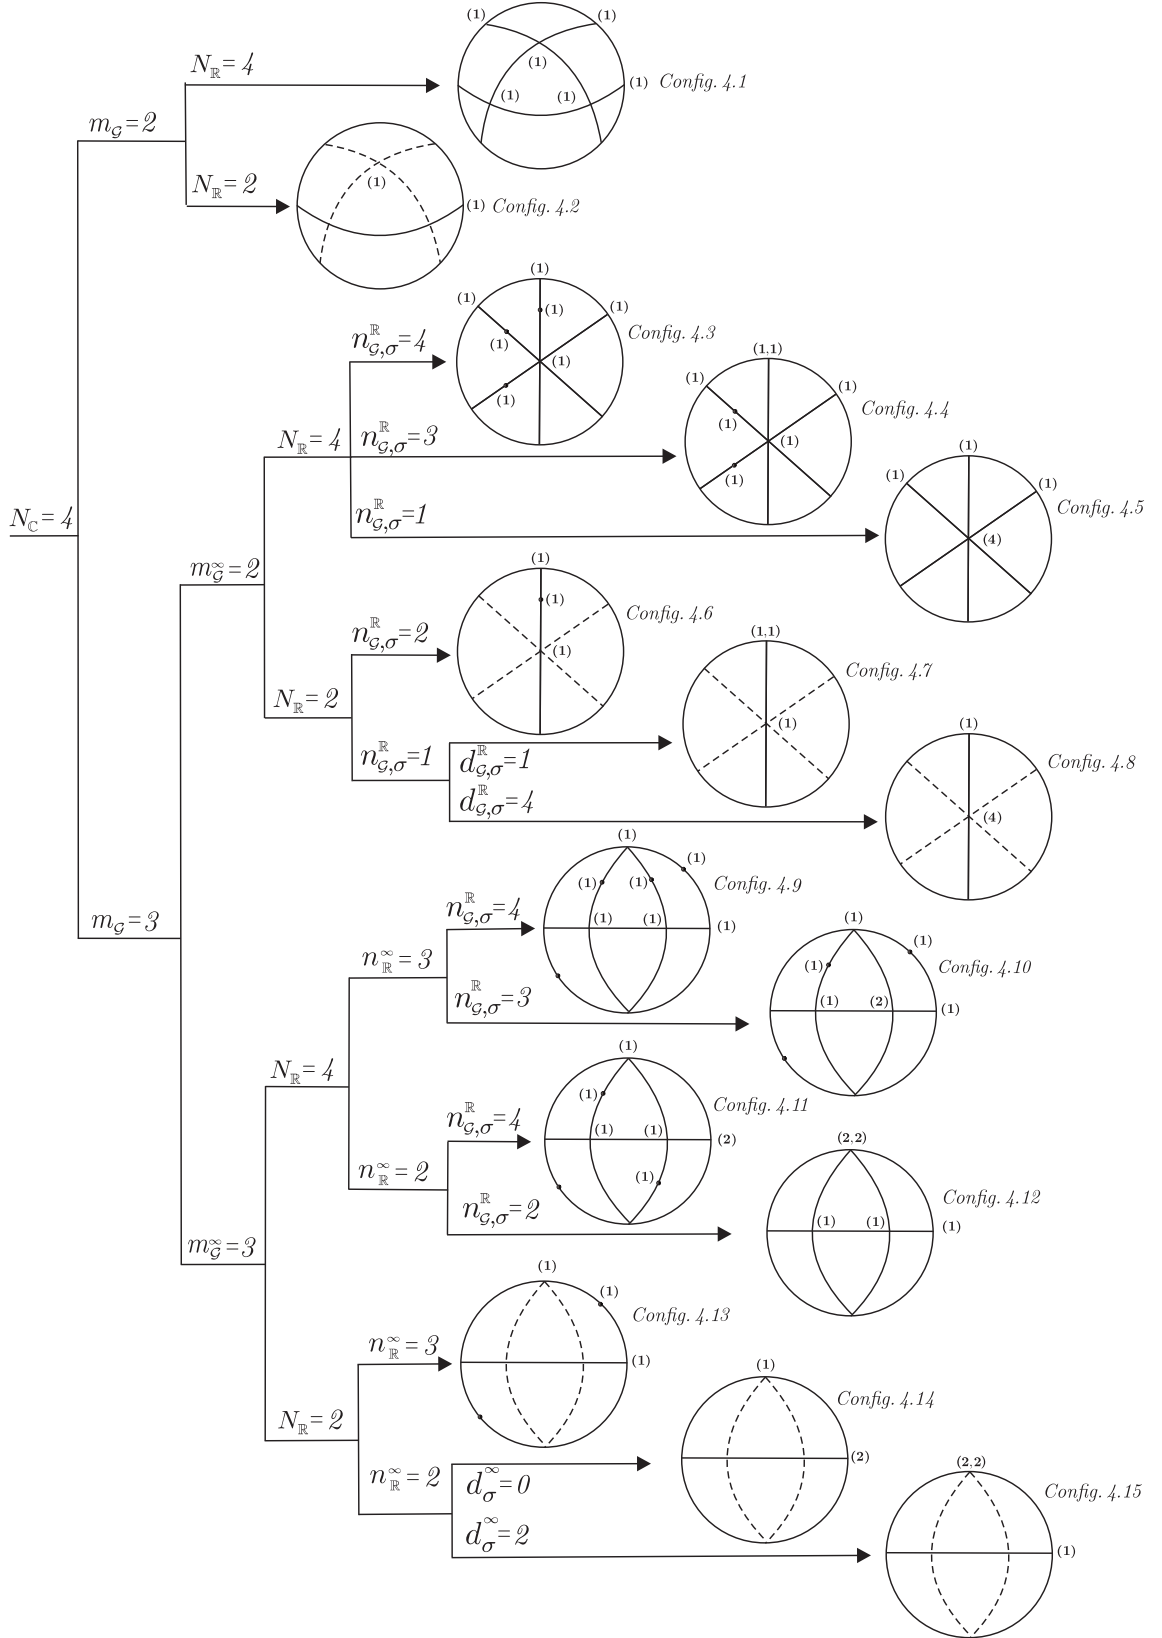 (1) (1)
N_ℝ=4
(1)
(1) Config. 4.1
(1) (1)
m_𝒢=2
N_ℝ=2
(1)
(1) Config. 4.2
(1)
(1) (1)
n^ℝ_{𝒢,σ}=4
(1)
Config. 4.3
(1) (1)
(1)
(1,1)
(1) (1)
Config. 4.4
N_ℝ=4
n^ℝ_{𝒢,σ}=3
(1) (1)
(1)
(1)
(1) (1)
Config. 4.5
n^ℝ_{𝒢,σ}=1
N_ℂ=4
(4)
m^∞_𝒢=2
(1)
(1)
Config. 4.6
n^ℝ_{𝒢,σ}=2
(1)
(1,1)
Config. 4.7
N_ℝ=2
(1)
n^ℝ_{𝒢,σ}=1
d^ℝ_{𝒢,σ}=1
d^ℝ_{𝒢,σ}=4
(1)
Config. 4.8
(4)
(1)
(1)
(1) (1)
Config. 4.9
n^ℝ_{𝒢,σ}=4
(1) (1) (1)
m_𝒢=3
(1)
(1)
(1)
Config. 4.10
n^∞_ℝ=3
n^ℝ_{𝒢,σ}=3
(1) (2) (1)
(1)
N_ℝ=4
(1)
Config. 4.11
n^ℝ_{𝒢,σ}=4
(1) (1) (2)
(1)
n^∞_ℝ=2
n^ℝ_{𝒢,σ}=2
(2,2)
Config. 4.12
(1) (1) (1)
m^∞_𝒢=3
(1)
(1)
Config. 4.13
n^∞_ℝ=3
(1)
(1)
Config. 4.14
N_ℝ=2
(2)
n^∞_ℝ=2
d^∞_σ=0
d^∞_σ=2
(2,2)
Config. 4.15
(1)